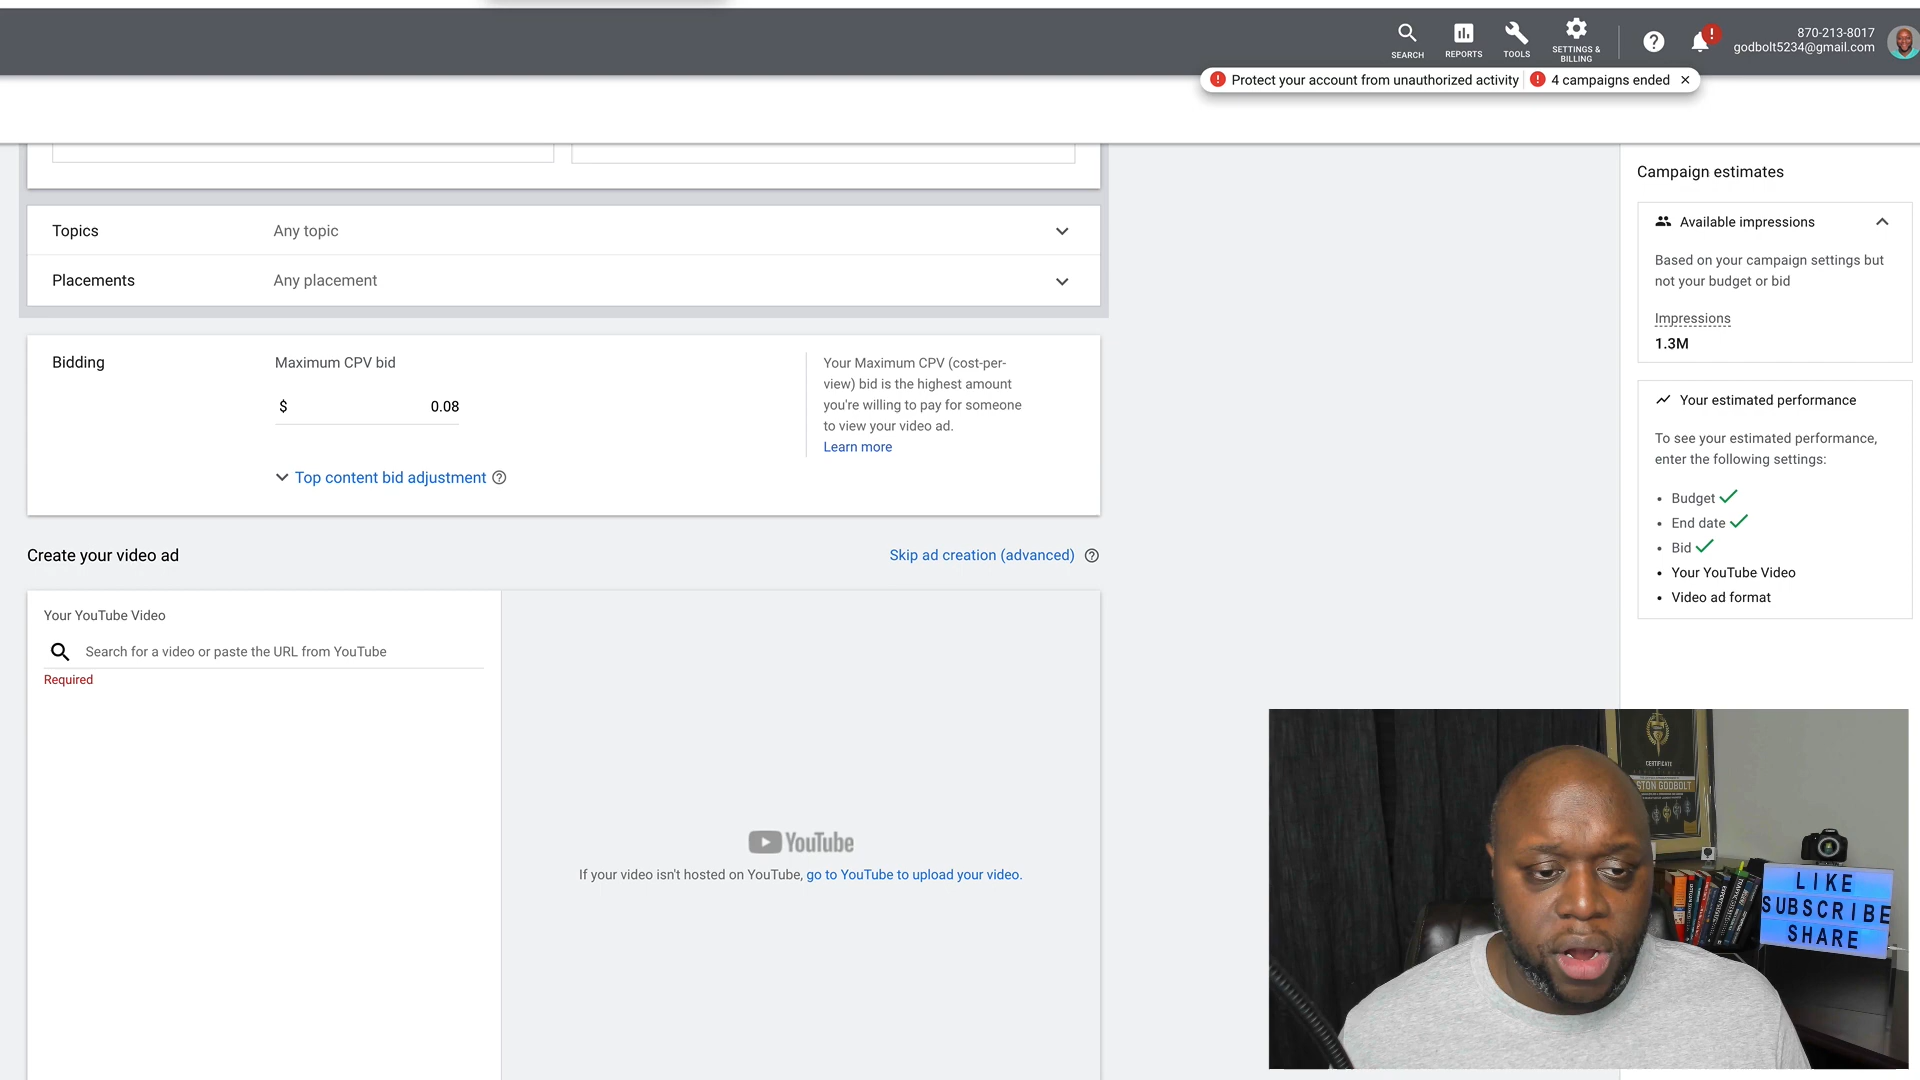 SEARCH
REPORTS
TOOLS
SETTINGS &
BILLING
870-213-8017
godbolt5234@gmail.com
Protect your account from unauthorized activity
4 campaigns ended
Topics
Any topic
Placements
Any placement
Bidding
Maximum CPV bid
$ 0.08
Top content bid adjustment
Your Maximum CPV (cost-per-
view) bid is the highest amount
you're willing to pay for someone
to view your video ad.
Learn more
Create your video ad
Skip ad creation (advanced)
Your YouTube Video
Search for a video or paste the URL from YouTube
Required
YouTube
If your video isn't hosted on YouTube, go to YouTube to upload your video.
Campaign estimates
Available impressions
Based on your campaign settings but
not your budget or bid
Impressions
1.3M
Your estimated performance
To see your estimated performance,
enter the following settings:
• Budget
• End date
• Bid
• Your YouTube Video
• Video ad format
CERTIFICATE
STON GODBOLT
LIKE
SUBSCRIBE
SHARE